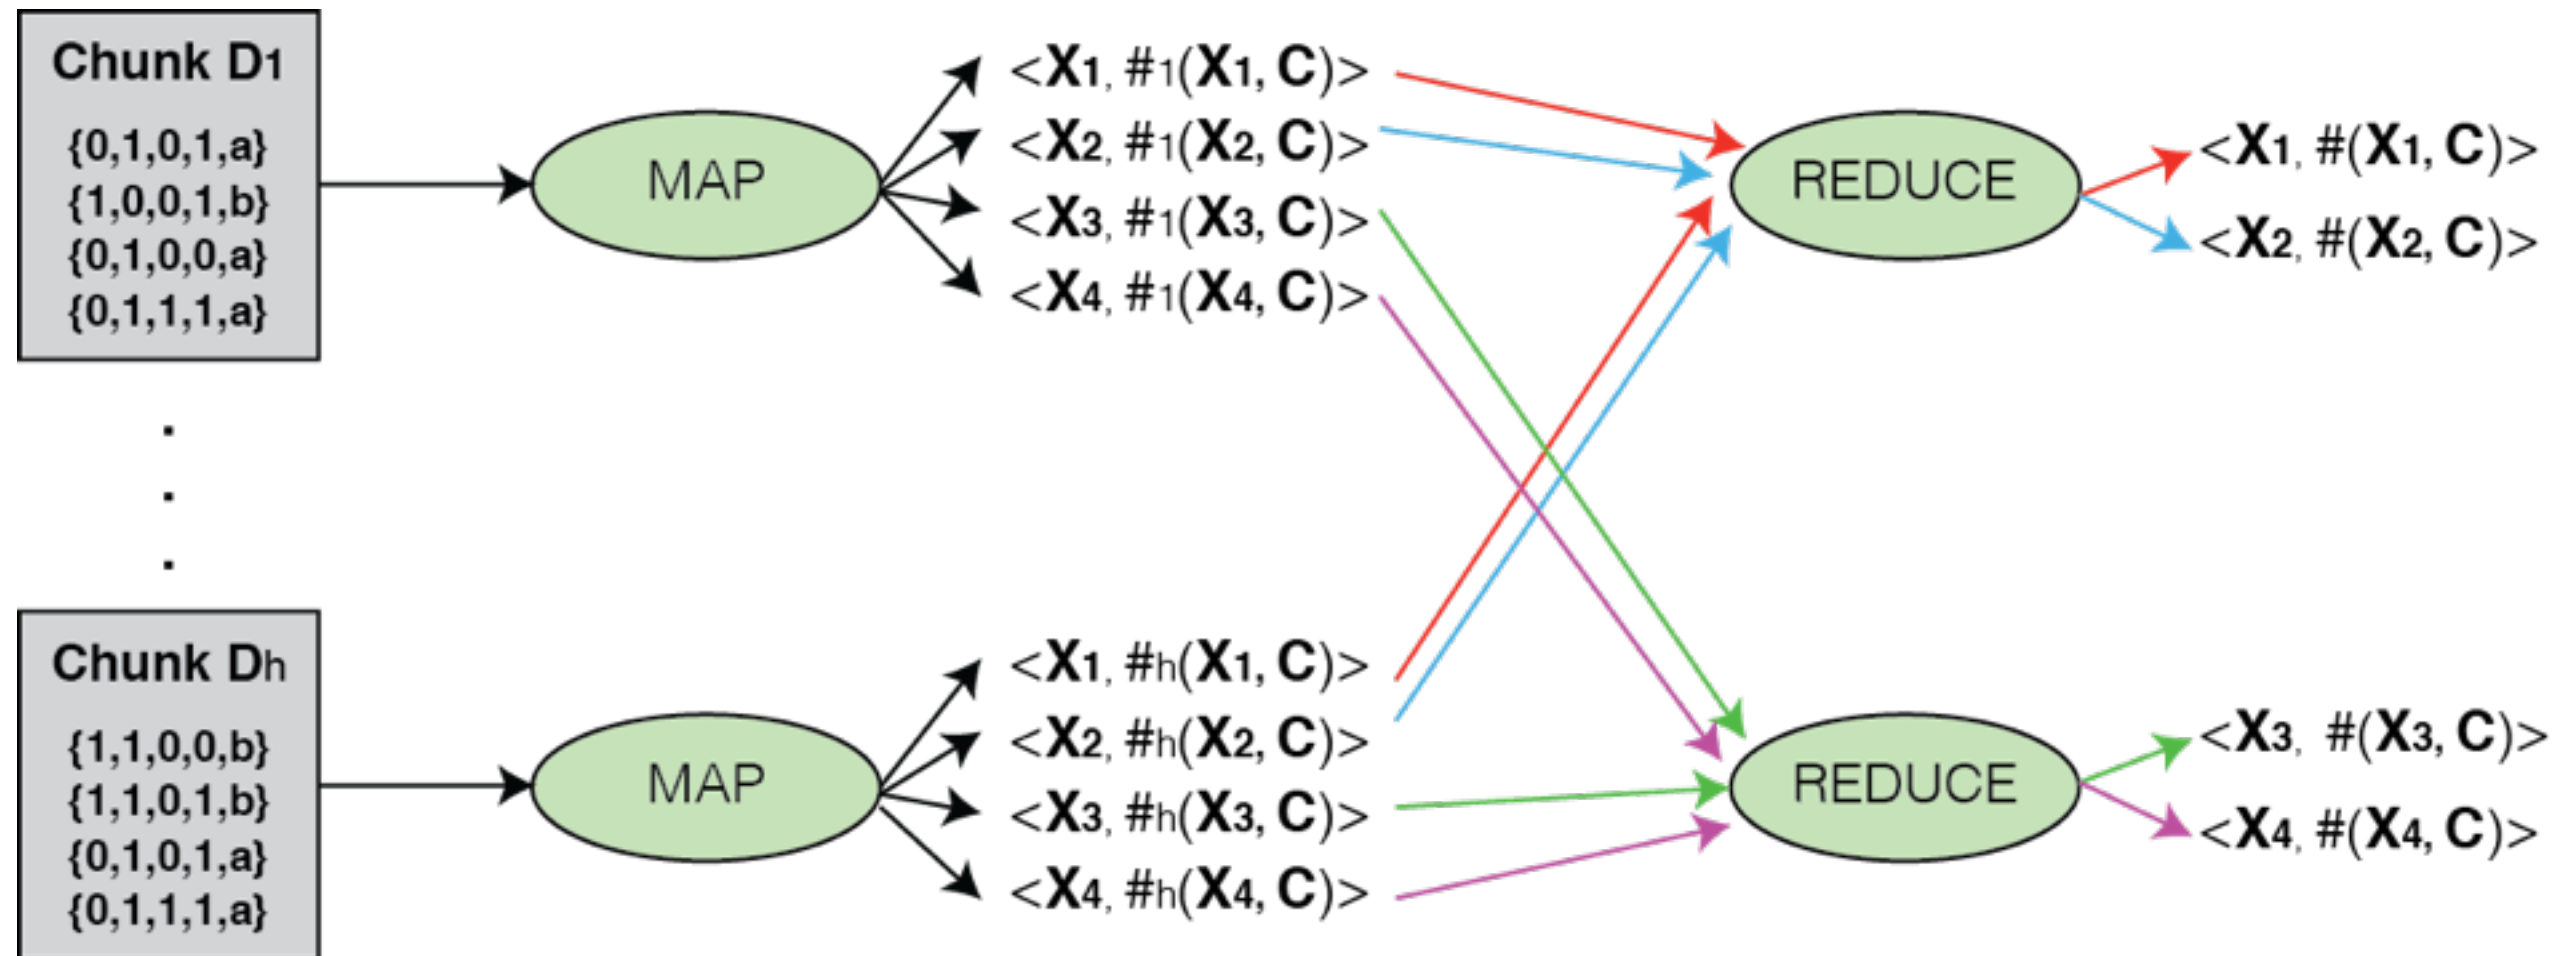 Chunk D1
{0,1,0,1,a}
{1,0,0,1,b}
{0,1,0,0,a}
{0,1,1,1,a}
MAP
<X1, #1(X1, C)>
<X2, #1(X2, C)>
<X3, #1(X3, C)>
<X4, #1(X4, C)>
REDUCE
<X1, #(X1, C)>
<X2, #(X2, C)>
.
.
.
Chunk Dh
{1,1,0,0,b}
{1,1,0,1,b}
{0,1,0,1,a}
{0,1,1,1,a}
MAP
<X1, #h(X1, C)>
<X2, #h(X2, C)>
<X3, #h(X3, C)>
<X4, #h(X4, C)>
REDUCE
<X3, #(X3, C)>
<X4, #(X4, C)>